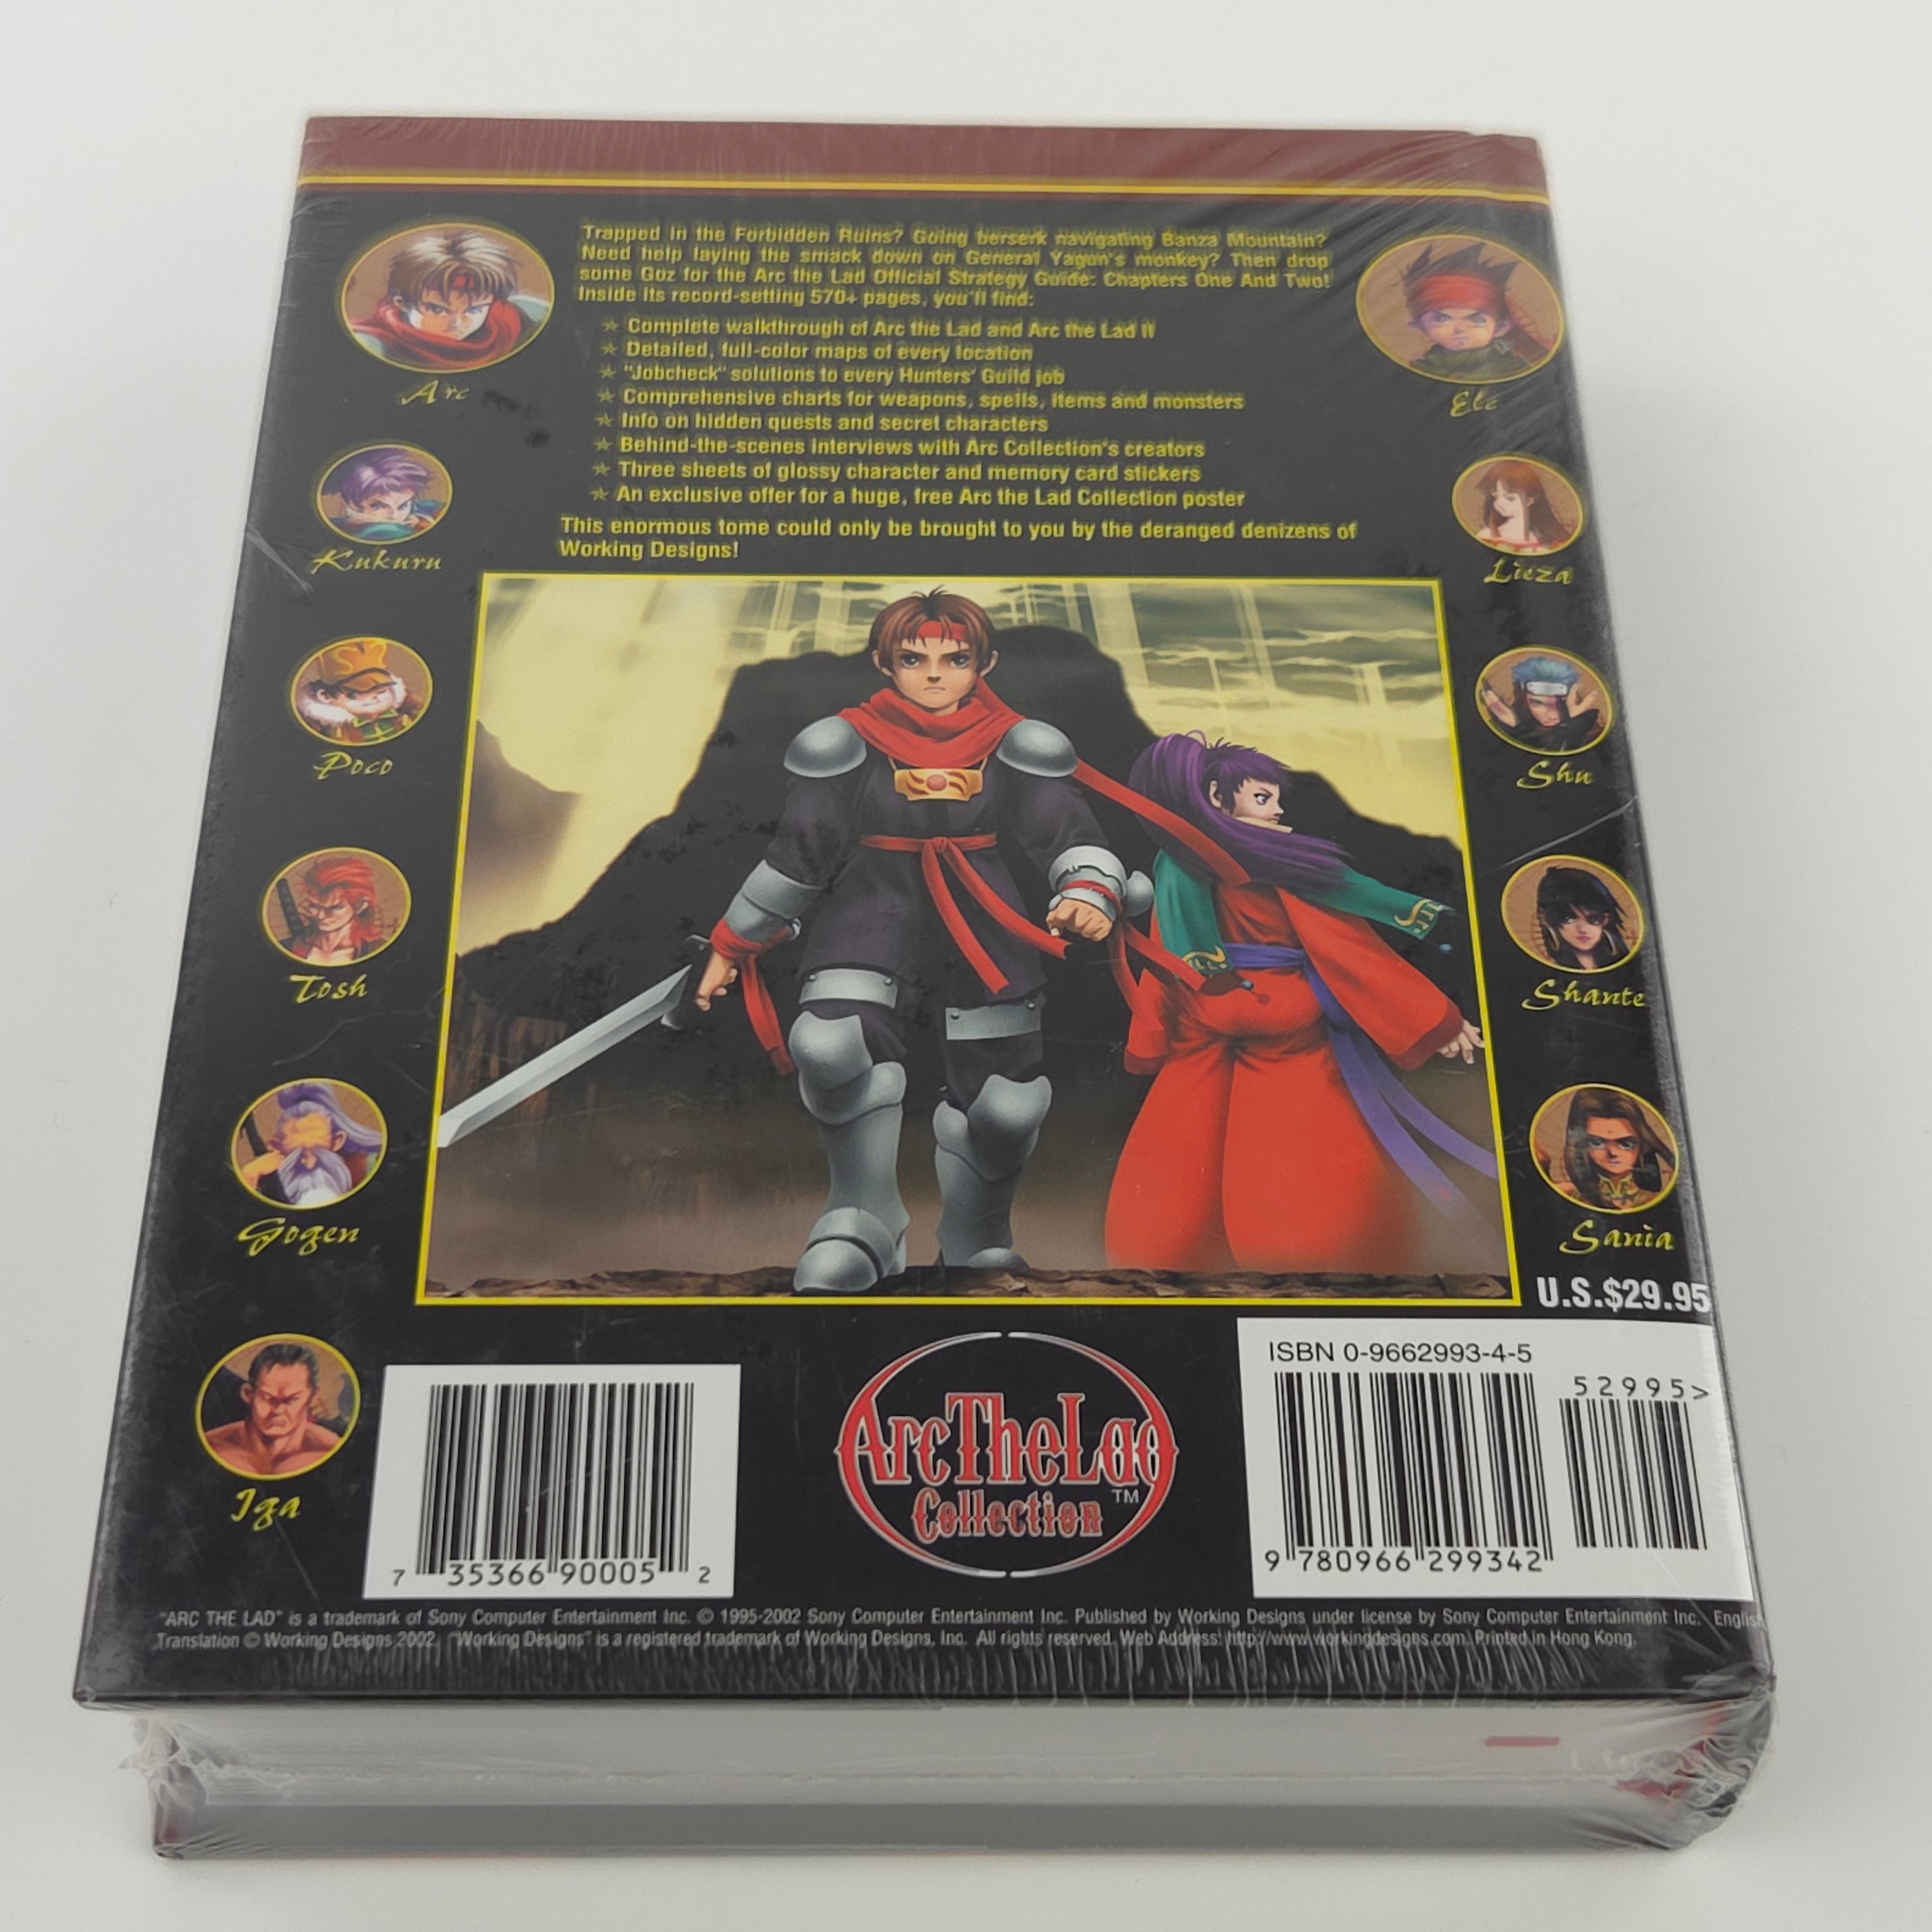 Trapped in the Forbidden Ruins? Going berserk navigating Banza Mountain?
Need help laying the smack down on General Yagun's monkey? Then drop
some Goz for the Arc the Lad Official Strategy Guide: Chapters One And Two!
Inside its record-setting 570+ pages, you'll find:
★ Complete walkthrough of Arc the Lad and Arc the Lad II
★ Detailed, full-color maps of every location
★ "Jobcheck" solutions to every Hunters' Guild job
★ Comprehensive charts for weapons, spells, items and monsters
★ Info on hidden quests and secret characters
★ Behind-the-scenes interviews with Arc Collection's creators
★ Three sheets of glossy character and memory card stickers
★ An exclusive offer for a huge, free Arc the Lad Collection poster
This enormous tome could only be brought to you by the deranged denizens of
Working Designs!
Arc
Kukuru
Poco
Tosh
Gogen
Iga
Elc
Lieza
Shu
Shante
Sania
U.S.$29.95
7 35366 90005 2
ArcTheLad
Collection™
ISBN 0-9662993-4-5
52995>
9 780966 299342
"ARC THE LAD" is a trademark of Sony Computer Entertainment Inc. © 1995-2002 Sony Computer Entertainment Inc. Published by Working Designs under license by Sony Computer Entertainment Inc. English
Translation © Working Designs 2002. "Working Designs" is a registered trademark of Working Designs, Inc. All rights reserved. Web Address: http://www.workingdesigns.com. Printed in Hong Kong.